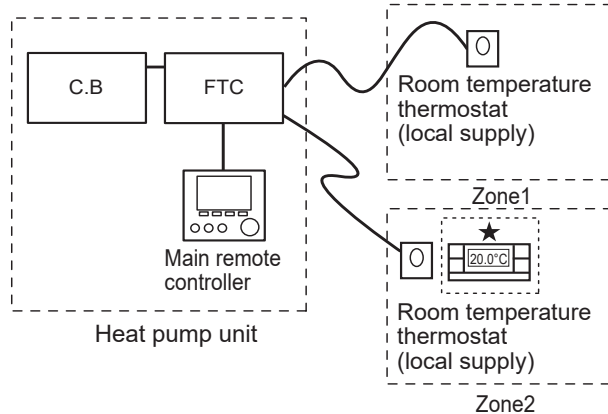 C.B
FTC
Main remote
controller
Heat pump unit
Room temperature
thermostat
(local supply)
Zone1
20.0°C
Room temperature
thermostat
(local supply)
Zone2